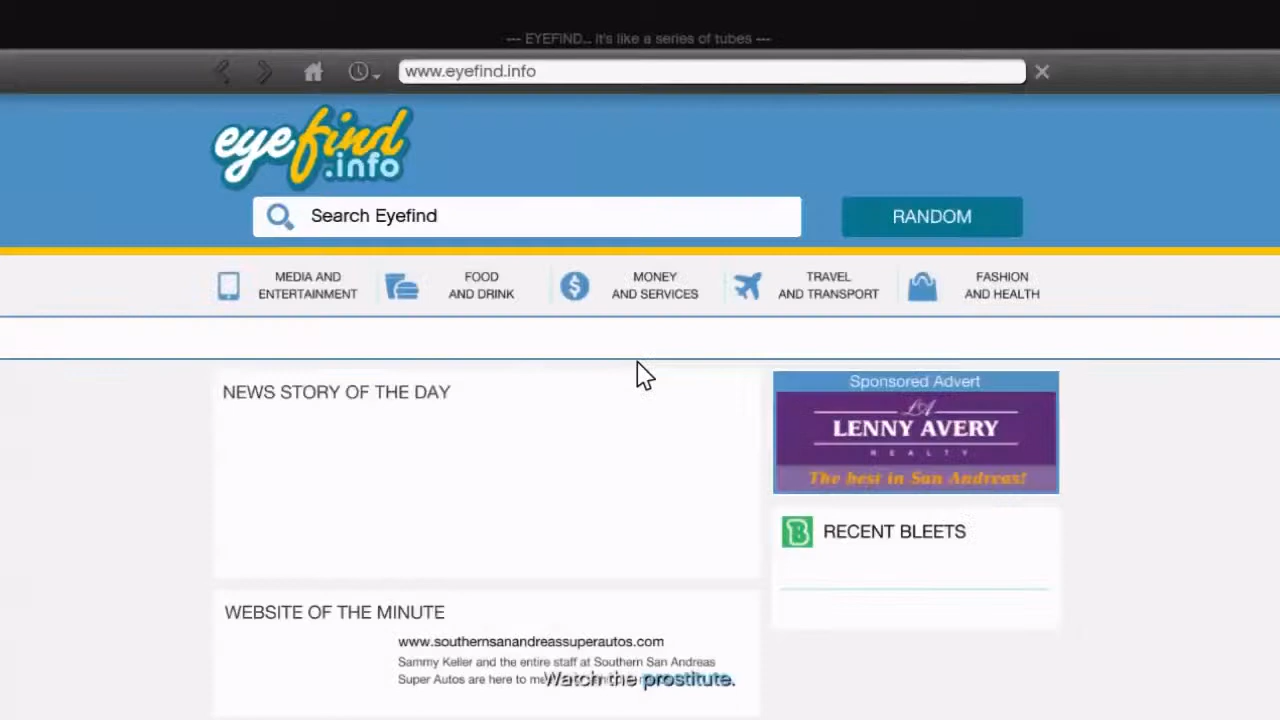 --- EYEFIND... it's like a series of tubes ---
www.eyefind.info
eyefind
.info
Search Eyefind
RANDOM
MEDIA AND
ENTERTAINMENT
FOOD
AND DRINK
MONEY
AND SERVICES
TRAVEL
AND TRANSPORT
FASHION
AND HEALTH
NEWS STORY OF THE DAY
Sponsored Advert
LA
LENNY AVERY
REALTY
The best in San Andreas!
B RECENT BLEETS
WEBSITE OF THE MINUTE
www.southernsanandreassuperautos.com
Sammy Keller and the entire staff at Southern San Andreas
Super Autos are here to
Watch the prostitute.